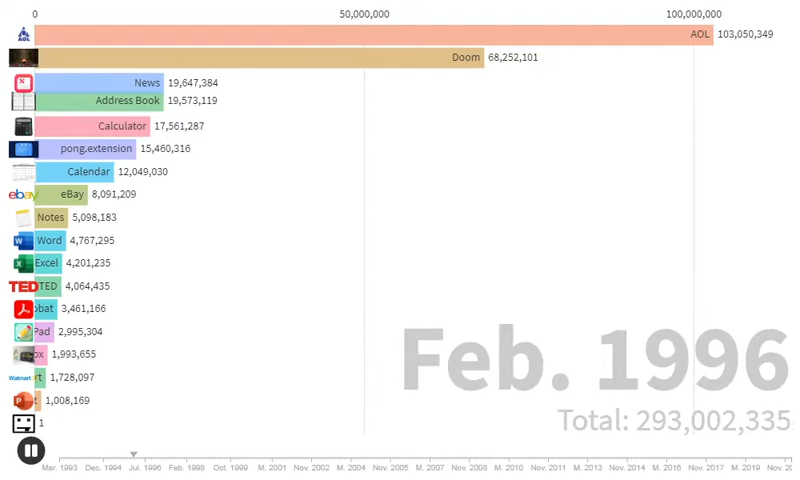 0 50,000,000 100,000,000
AOL AOL 103,050,349
Doom 68,252,101
News 19,647,384
Address Book 19,573,119
Calculator 17,561,287
pong.extension 15,460,316
Calendar 12,049,030
ebay eBay 8,091,209
Notes 5,098,183
W Word 4,767,295
X Excel 4,201,235
TED TED 4,064,435
obat 3,461,166
Pad 2,995,304
ox 1,993,655
Walmart rt 1,728,097
P t 1,008,169
1
Feb. 1996
Total: 293,002,335
Mar. 1993 Dec. 1994 Jul. 1996 Feb. 1998 Oct. 1999 M. 2001 Nov. 2002 M. 2004 Nov. 2005 M. 2007 Nov. 2008 M. 2010 Nov. 2011 M. 2013 Nov. 2014 M. 2016 Nov. 2017 M. 2019 Nov. 2